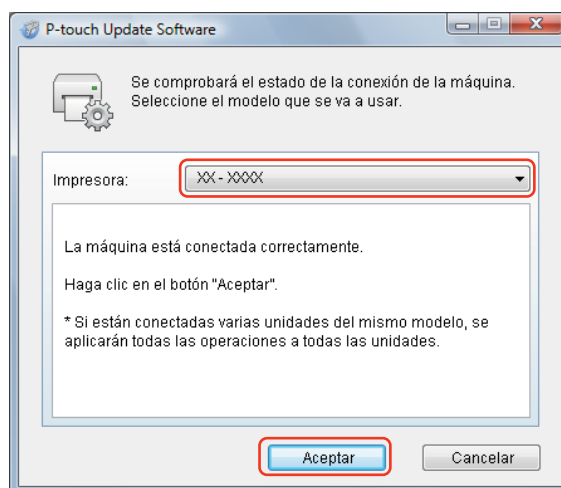 P-touch Update Software
Se comprobará el estado de la conexión de la máquina.
Seleccione el modelo que se va a usar.
Impresora:
XX - XXXX
La máquina está conectada correctamente.
Haga clic en el botón "Aceptar".
* Si están conectadas varias unidades del mismo modelo, se
aplicarán todas las operaciones a todas las unidades.
Aceptar
Cancelar